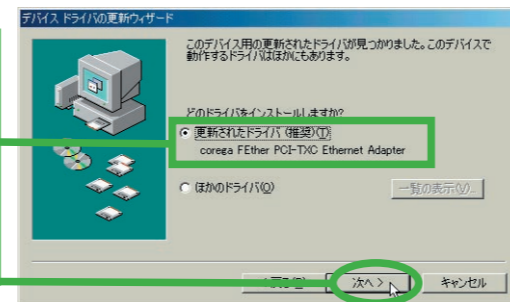 デバイス ドライバの更新ウィザード
このデバイス用の更新されたドライバが見つかりました。このデバイスで
動作するドライバはほかにもあります。
どのドライバをインストールしますか?
更新されたドライバ (推奨)(T)
corega FEther PCI-TXC Ethernet Adapter
ほかのドライバ(O)
一覧の表示(V)...
次へ >
キャンセル